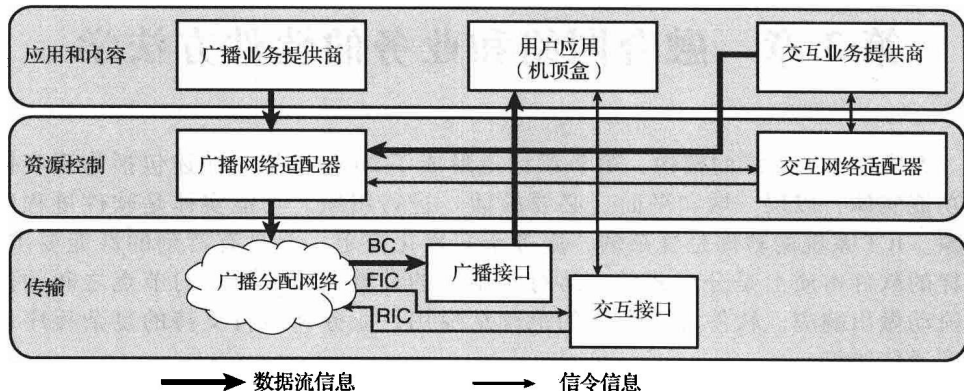 应用和内容
广播业务提供商
用户应用
(机顶盒)
交互业务提供商
资源控制
广播网络适配器
交互网络适配器
传输
广播分配网络
BC
FIC
RIC
广播接口
交互接口
数据流信息
信令信息